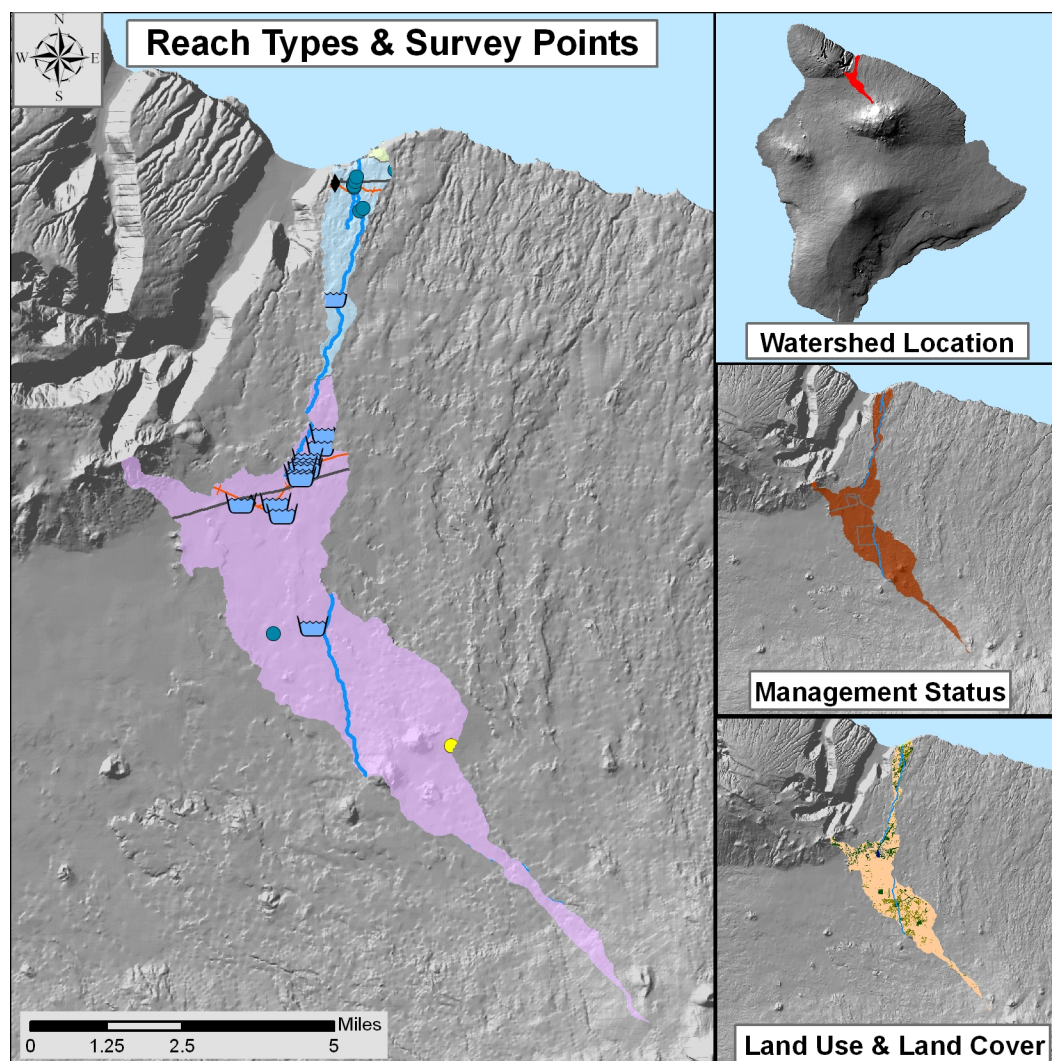 N
W E
S
Reach Types & Survey Points
Miles
0 1.25 2.5 5
Watershed Location
Management Status
Land Use & Land Cover